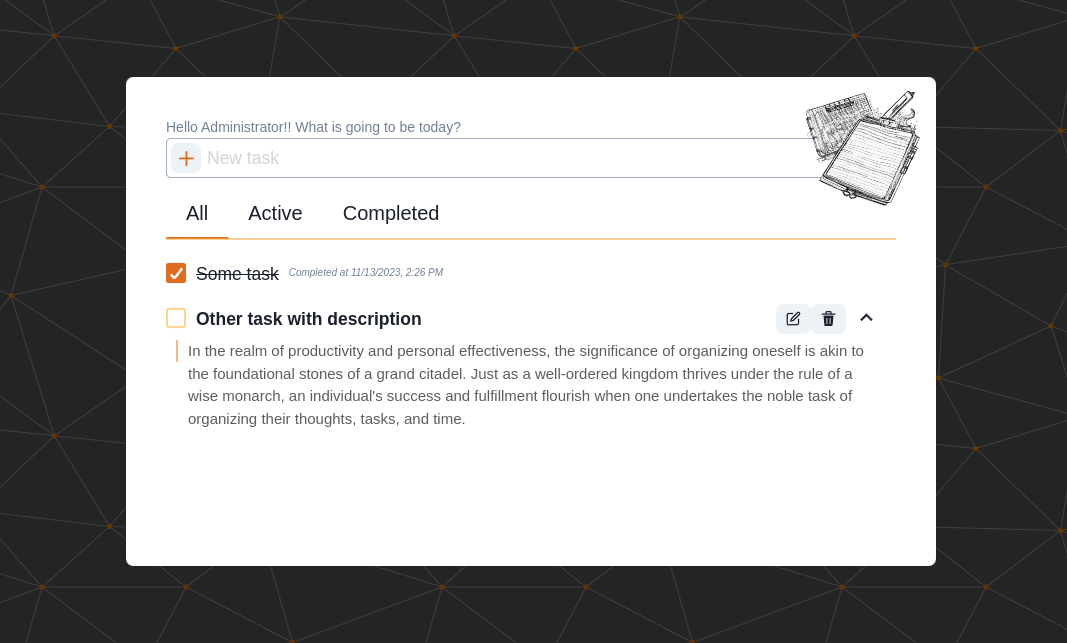 Hello Administrator!! What is going to be today?
New task
All Active Completed
Some task Completed at 11/13/2023, 2:26 PM
Other task with description
In the realm of productivity and personal effectiveness, the significance of organizing oneself is akin to
the foundational stones of a grand citadel. Just as a well-ordered kingdom thrives under the rule of a
wise monarch, an individual's success and fulfillment flourish when one undertakes the noble task of
organizing their thoughts, tasks, and time.